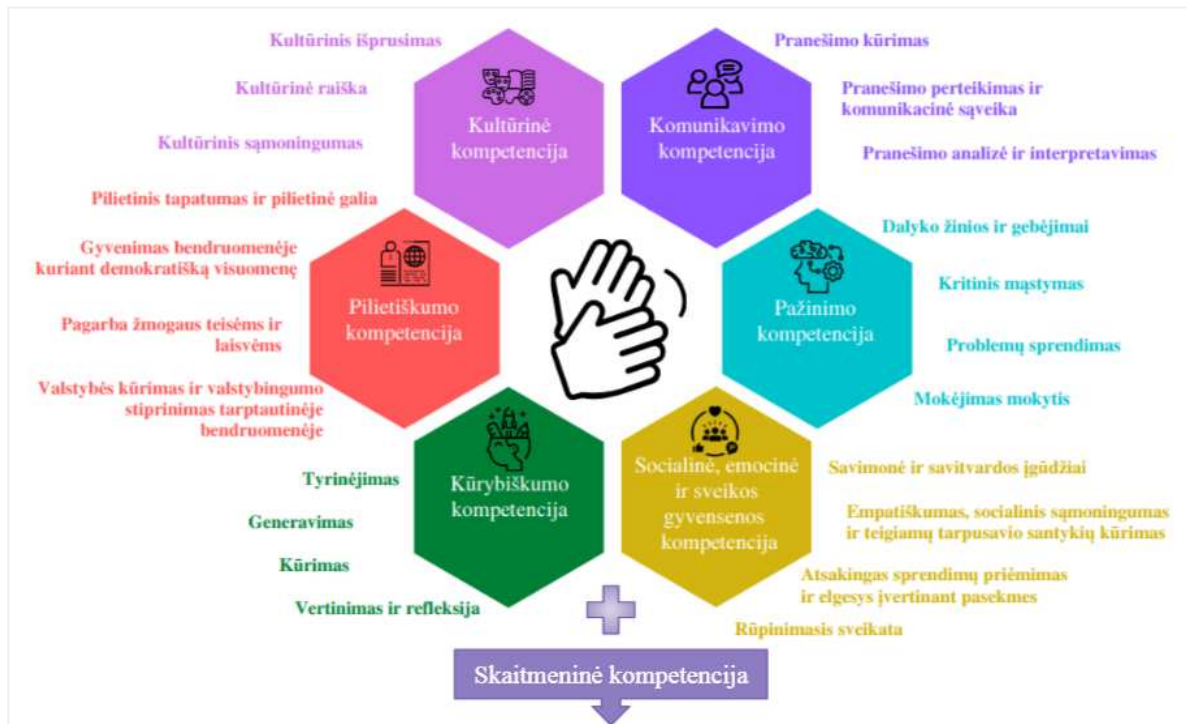 Kultūrinis išprusimas
Kultūrinė raiška
Kultūrinis sąmoningumas
Kultūrinė
kompetencija
Pranešimo kūrimas
Pranešimo perteikimas ir
komunikacinė sąveika
Pranešimo analizė ir interpretavimas
Komunikavimo
kompetencija
Pilietinis tapatumas ir pilietinė galia
Gyvenimas bendruomenėje
kuriant demokratišką visuomenę
Pagarba žmogaus teisėms ir
laisvėms
Valstybės kūrimas ir valstybingumo
stiprinimas tarptautinėje
bendruomenėje
Pilietiškumo
kompetencija
Pažinimo
kompetencija
Dalyko žinios ir gebėjimai
Kritinis mąstymas
Problemų sprendimas
Mokėjimas mokytis
Tyrinėjimas
Generavimas
Kūrimas
Vertinimas ir refleksija
Kūrybiškumo
kompetencija
Socialinė, emocinė
ir sveikos
gyvensenos
kompetencija
Savimonė ir savitvardos įgūdžiai
Empatiškumas, socialinis sąmoningumas
ir teigiamų tarpusavio santykių kūrimas
Atsakingas sprendimų priėmimas
ir elgesys įvertinant pasekmes
Rūpinimasis sveikata
Skaitmeninė kompetencija